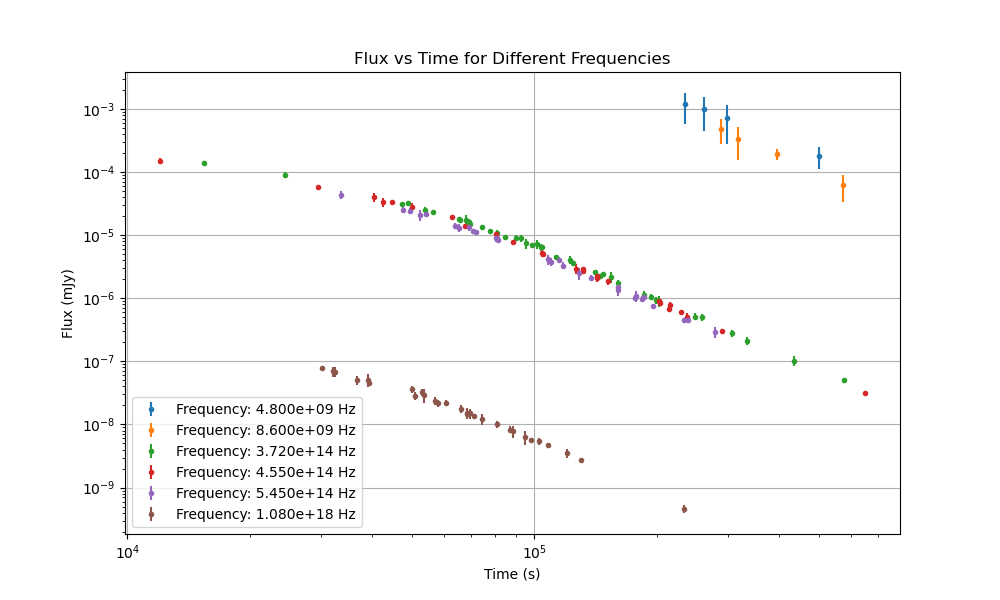 Flux vs Time for Different Frequencies
Flux (mJy)
10⁻³
10⁻⁴
10⁻⁵
10⁻⁶
10⁻⁷
10⁻⁸
10⁻⁹
Frequency: 4.800e+09 Hz
Frequency: 8.600e+09 Hz
Frequency: 3.720e+14 Hz
Frequency: 4.550e+14 Hz
Frequency: 5.450e+14 Hz
Frequency: 1.080e+18 Hz
10⁴ 10⁵
Time (s)